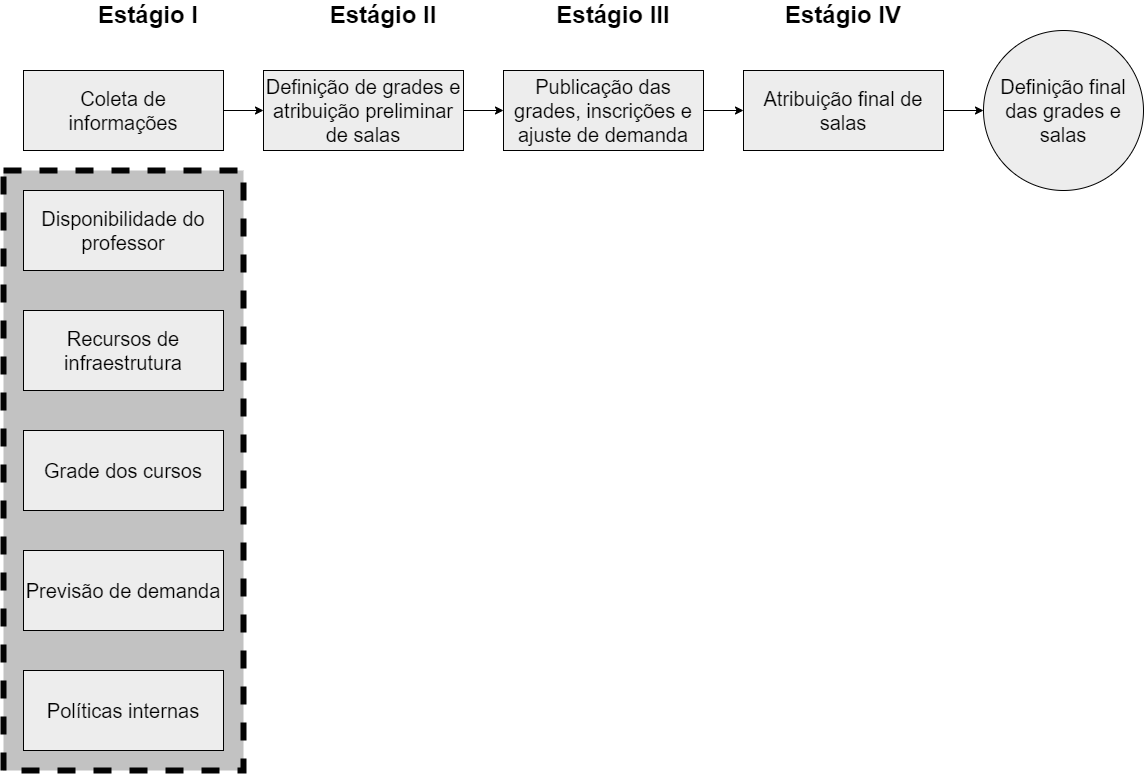 Estágio I
Estágio II
Estágio III
Estágio IV
Coleta de
informações
Definição de grades e
atribuição preliminar
de salas
Publicação das
grades, inscrições e
ajuste de demanda
Atribuição final de
salas
Definição final
das grades e
salas
Disponibilidade do
professor
Recursos de
infraestrutura
Grade dos cursos
Previsão de demanda
Políticas internas